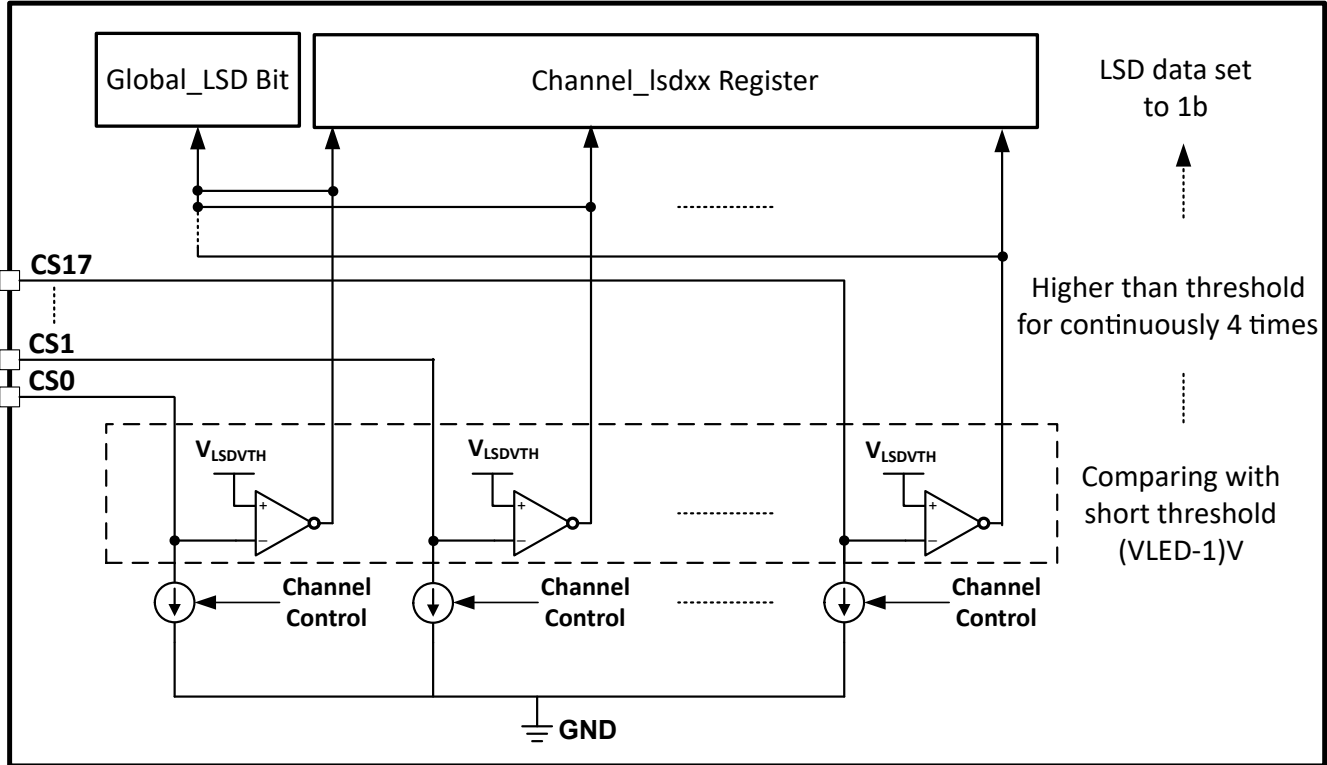 Global_LSD Bit
Channel_lsdxx Register
LSD data set
to 1b
CS17
Higher than threshold
for continuously 4 times
CS1
CS0
VLSDVTH
VLSDVTH
VLSDVTH
+
+
+
−
−
−
Comparing with
short threshold
(VLED-1)V
Channel
Control
Channel
Control
Channel
Control
GND